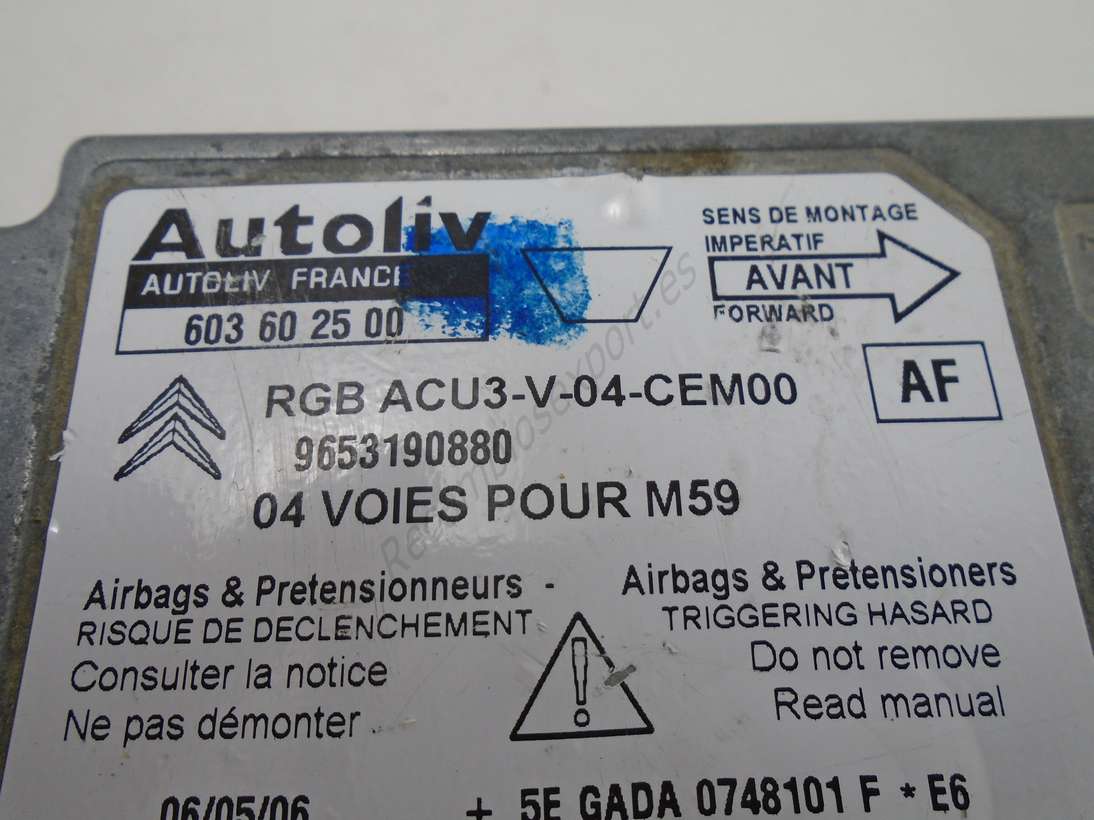 Autoliv
AUTOLIV FRANCE
603 60 25 00
SENS DE MONTAGE
IMPERATIF
AVANT
FORWARD
AF
RGB ACU3-V-04-CEM00
9653190880
04 VOIES POUR M59
Airbags & Pretensionneurs -
RISQUE DE DECLENCHEMENT
Consulter la notice
Ne pas démonter
Airbags & Pretensioners
TRIGGERING HASARD
Do not remove
Read manual
06/05/06 + 5E GADA 0748101 F * E6